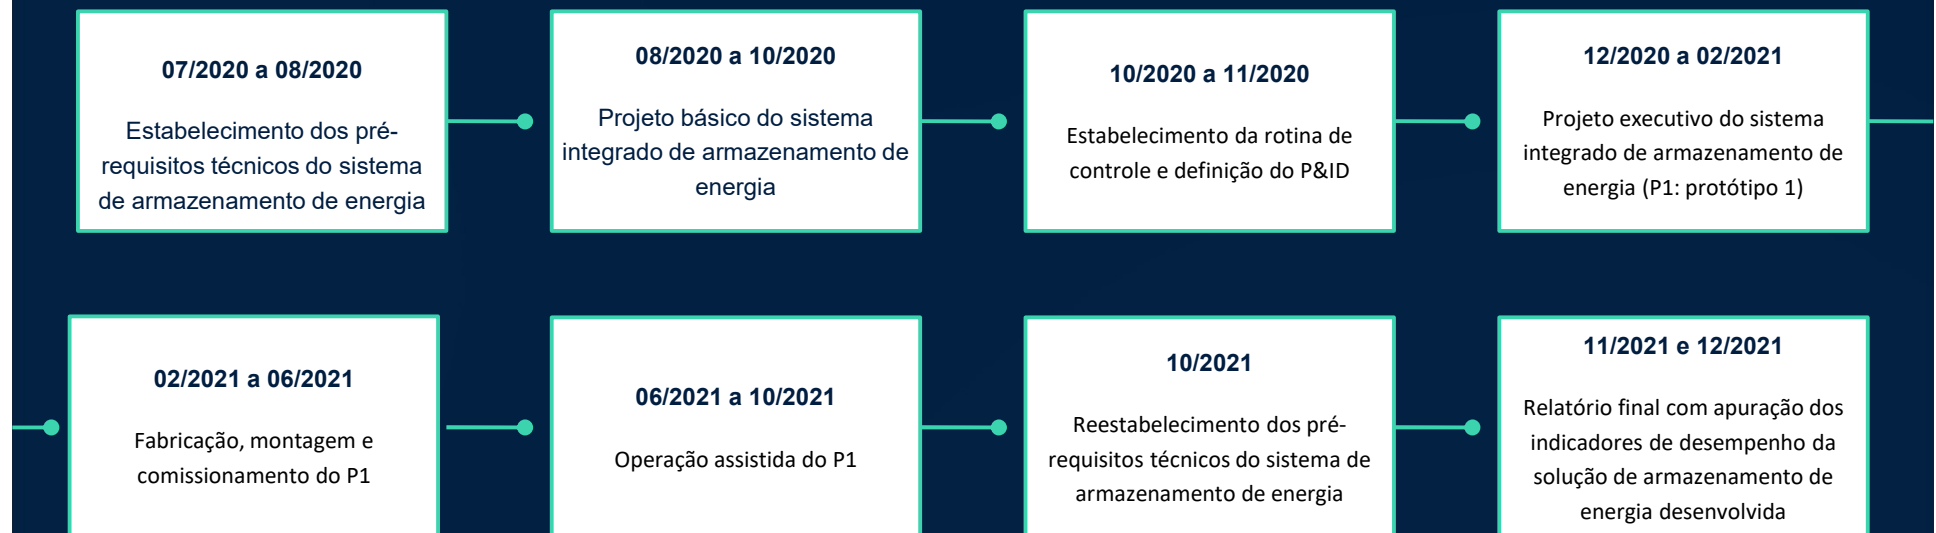 07/2020 a 08/2020
Estabelecimento dos pré-
requisitos técnicos do sistema
de armazenamento de energia
08/2020 a 10/2020
Projeto básico do sistema
integrado de armazenamento de
energia
10/2020 a 11/2020
Estabelecimento da rotina de
controle e definição do P&ID
12/2020 a 02/2021
Projeto executivo do sistema
integrado de armazenamento de
energia (P1: protótipo 1)
02/2021 a 06/2021
Fabricação, montagem e
comissionamento do P1
06/2021 a 10/2021
Operação assistida do P1
10/2021
Reestabelecimento dos pré-
requisitos técnicos do sistema de
armazenamento de energia
11/2021 e 12/2021
Relatório final com apuração dos
indicadores de desempenho da
solução de armazenamento de
energia desenvolvida